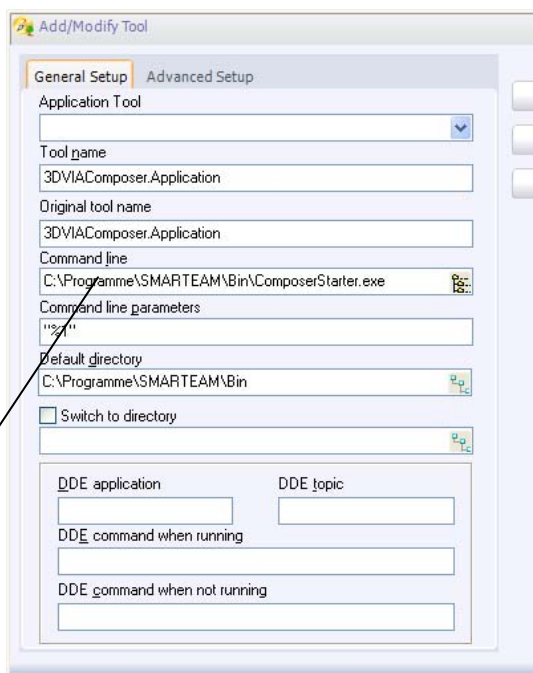 Add/Modify Tool
General Setup Advanced Setup
Application Tool
Tool name
3DVIAComposer.Application
Original tool name
3DVIAComposer.Application
Command line
C:\Programme\SMARTEAM\Bin\ComposerStarter.exe
Command line parameters
"%1"
Default directory
C:\Programme\SMARTEAM\Bin
Switch to directory
DDE application DDE topic
DDE command when running
DDE command when not running